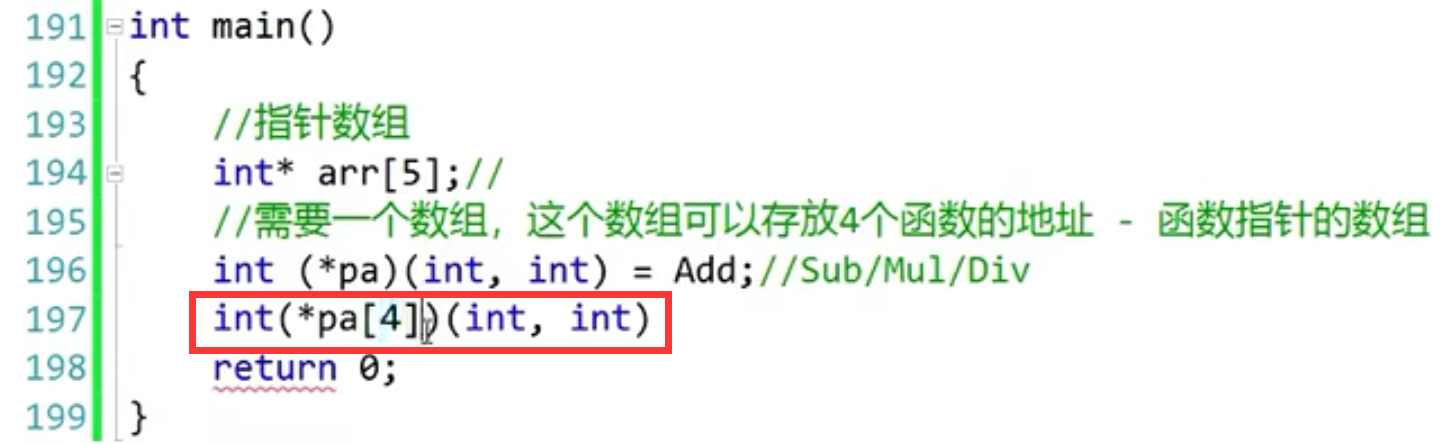 191 int main()
192 {
193 //指针数组
194 int* arr[5];//
195 //需要一个数组，这个数组可以存放4个函数的地址 - 函数指针的数组
196 int (*pa)(int, int) = Add;//Sub/Mul/Div
197 int(*pa[4])(int, int)
198 return 0;
199 }